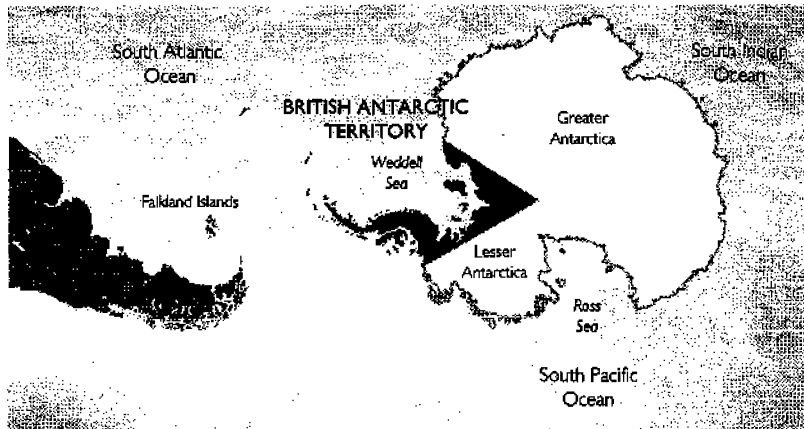 South Atlantic
Ocean
South Indian
Ocean
BRITISH ANTARCTIC
TERRITORY
Greater
Antarctica
Weddell
Sea
Falkland Islands
Lesser
Antarctica
Ross
Sea
South Pacific
Ocean